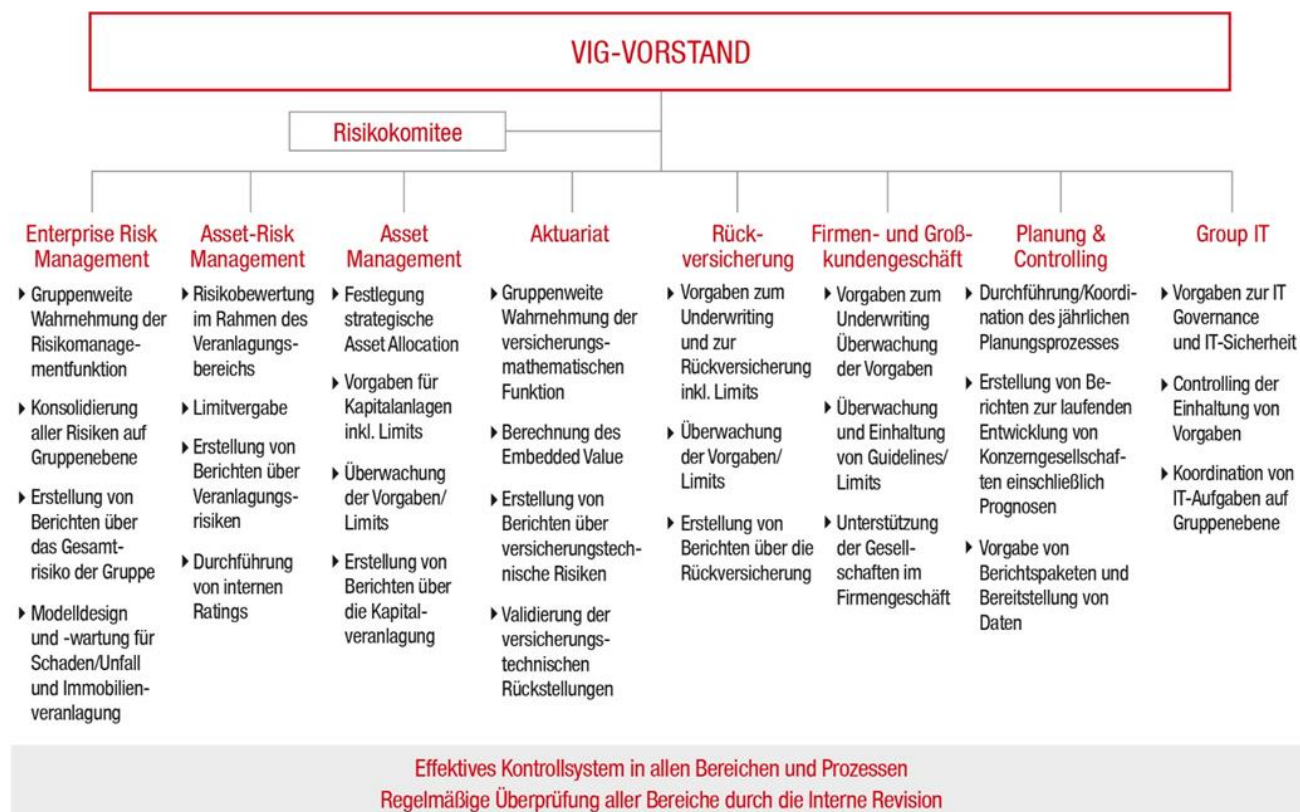 VIG-VORSTAND
Risikokomitee
Enterprise Risk
Management
▸ Gruppenweite
Wahrnehmung der
Risikomanage-
mentfunktion
▸ Konsolidierung
aller Risiken auf
Gruppenebene
▸ Erstellung von
Berichten über
das Gesamt-
risiko der Gruppe
▸ Modelldesign
und -wartung für
Schaden/Unfall
und Immobilien-
veranlagung
Asset-Risk
Management
▸ Risikobewertung
im Rahmen des
Veranlagungs-
bereichs
▸ Limitvergabe
▸ Erstellung von
Berichten über
Veranlagungs-
risiken
▸ Durchführung
von internen
Ratings
Asset
Management
▸ Festlegung
strategische
Asset Allocation
▸ Vorgaben für
Kapitalanlagen
inkl. Limits
▸ Überwachung
der Vorgaben/
Limits
▸ Erstellung von
Berichten über
die Kapital-
veranlagung
Aktuariat
▸ Gruppenweite
Wahrnehmung der
versicherungs-
mathematischen
Funktion
▸ Berechnung des
Embedded Value
▸ Erstellung von
Berichten über
versicherungstech-
nische Risiken
▸ Validierung der
versicherungs-
technischen
Rückstellungen
Rück-
versicherung
▸ Vorgaben zum
Underwriting
und zur
Rückversicherung
inkl. Limits
▸ Überwachung
der Vorgaben/
Limits
▸ Erstellung von
Berichten über die
Rückversicherung
Firmen- und Groß-
kundengeschäft
▸ Vorgaben zum
Underwriting
Überwachung
der Vorgaben
▸ Überwachung
und Einhaltung
von Guidelines/
Limits
▸ Unterstützung
der Gesell-
schaften im
Firmengeschäft
Planung &
Controlling
▸ Durchführung/Koordi-
nation des jährlichen
Planungsprozesses
▸ Erstellung von Be-
richten zur laufenden
Entwicklung von
Konzerngesellschaf-
ten einschließlich
Prognosen
▸ Vorgabe von
Berichtspaketen und
Bereitstellung von
Daten
Group IT
▸ Vorgaben zur IT
Governance
und IT-Sicherheit
▸ Controlling der
Einhaltung von
Vorgaben
▸ Koordination von
IT-Aufgaben auf
Gruppenebene
Effektives Kontrollsystem in allen Bereichen und Prozessen
Regelmäßige Überprüfung aller Bereiche durch die Interne Revision